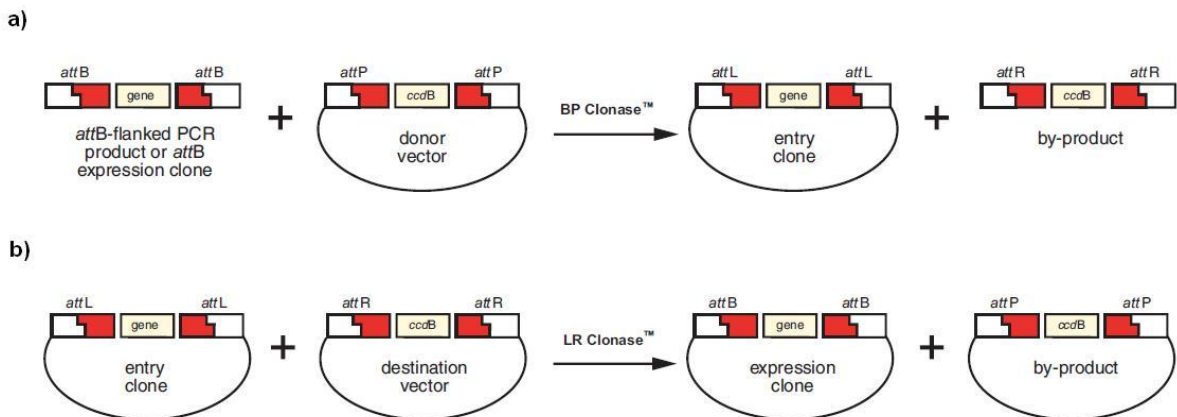 a)
attB attB attP attP attL attL attR attR
gene ccdB gene ccdB
+ BP Clonase™ +
attB-flanked PCR
product or attB
expression clone
donor
vector
entry
clone
by-product
b)
attL attL attR attR attB attB attP attP
gene ccdB gene ccdB
+ LR Clonase™ +
entry
clone
destination
vector
expression
clone
by-product